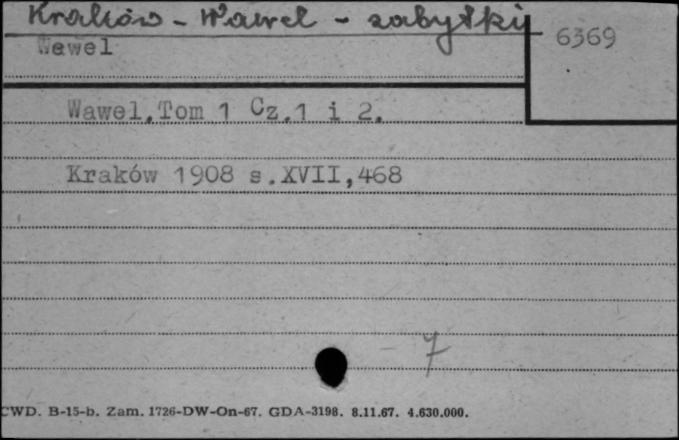 Kraków - Wawel - zabytki
6369
Wawel
Wawel.Tom 1 Cz.1 i 2.
Kraków 1908 s.XVII,468
7
CWD. B-15-b. Zam. 1726-DW-On-67. GDA-3198. 8.11.67. 4.630.000.